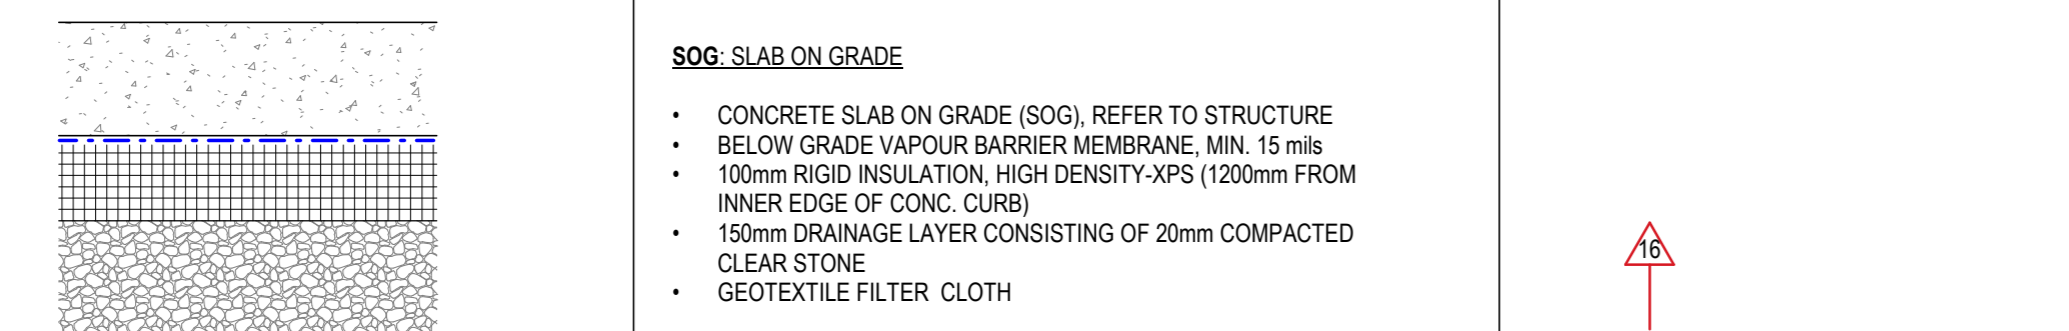 SOG: SLAB ON GRADE
• CONCRETE SLAB ON GRADE (SOG), REFER TO STRUCTURE
• BELOW GRADE VAPOUR BARRIER MEMBRANE, MIN. 15 mils
• 100mm RIGID INSULATION, HIGH DENSITY-XPS (1200mm FROM
INNER EDGE OF CONC. CURB)
• 150mm DRAINAGE LAYER CONSISTING OF 20mm COMPACTED
CLEAR STONE
• GEOTEXTILE FILTER CLOTH
16